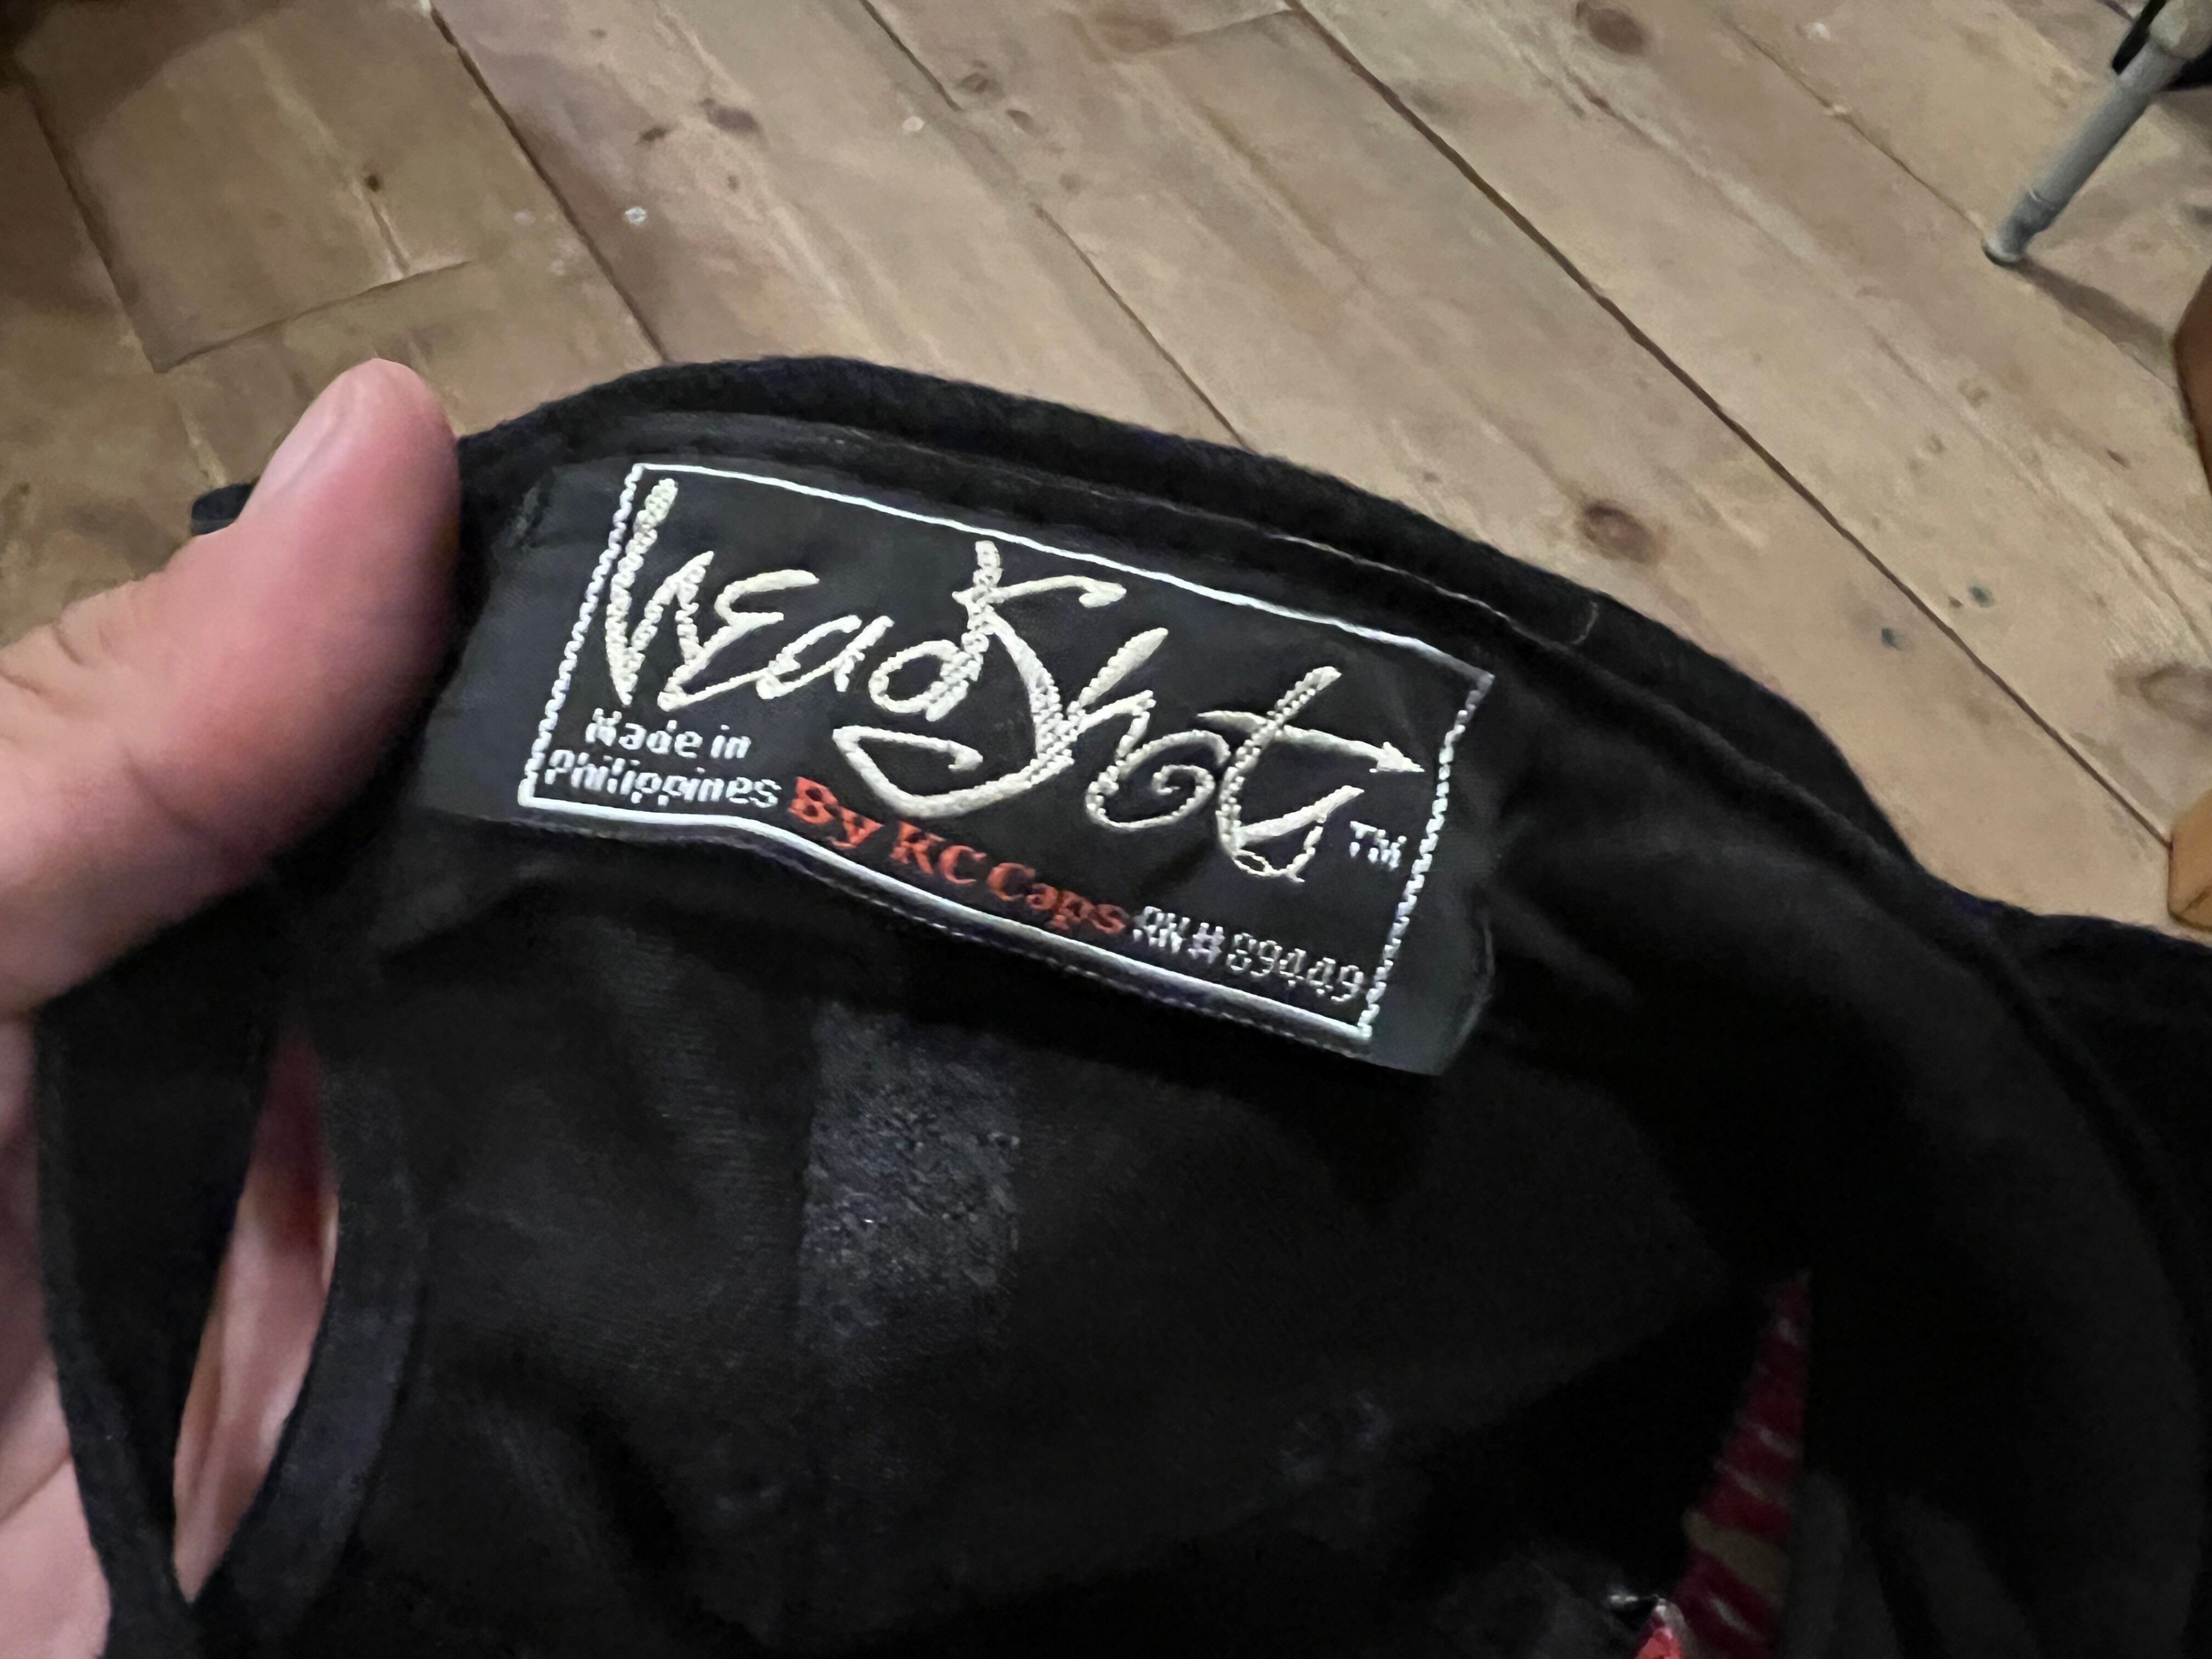 HeadShots
TM
Made in
Philippines
By KC Caps
RN#89449